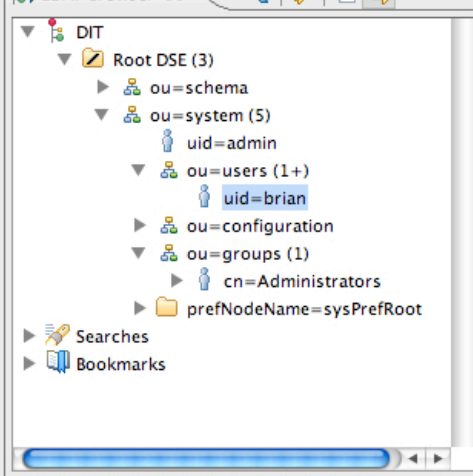 DIT
Root DSE (3)
ou=schema
ou=system (5)
uid=admin
ou=users (1+)
uid=brian
ou=configuration
ou=groups (1)
cn=Administrators
prefNodeName=sysPrefRoot
Searches
Bookmarks